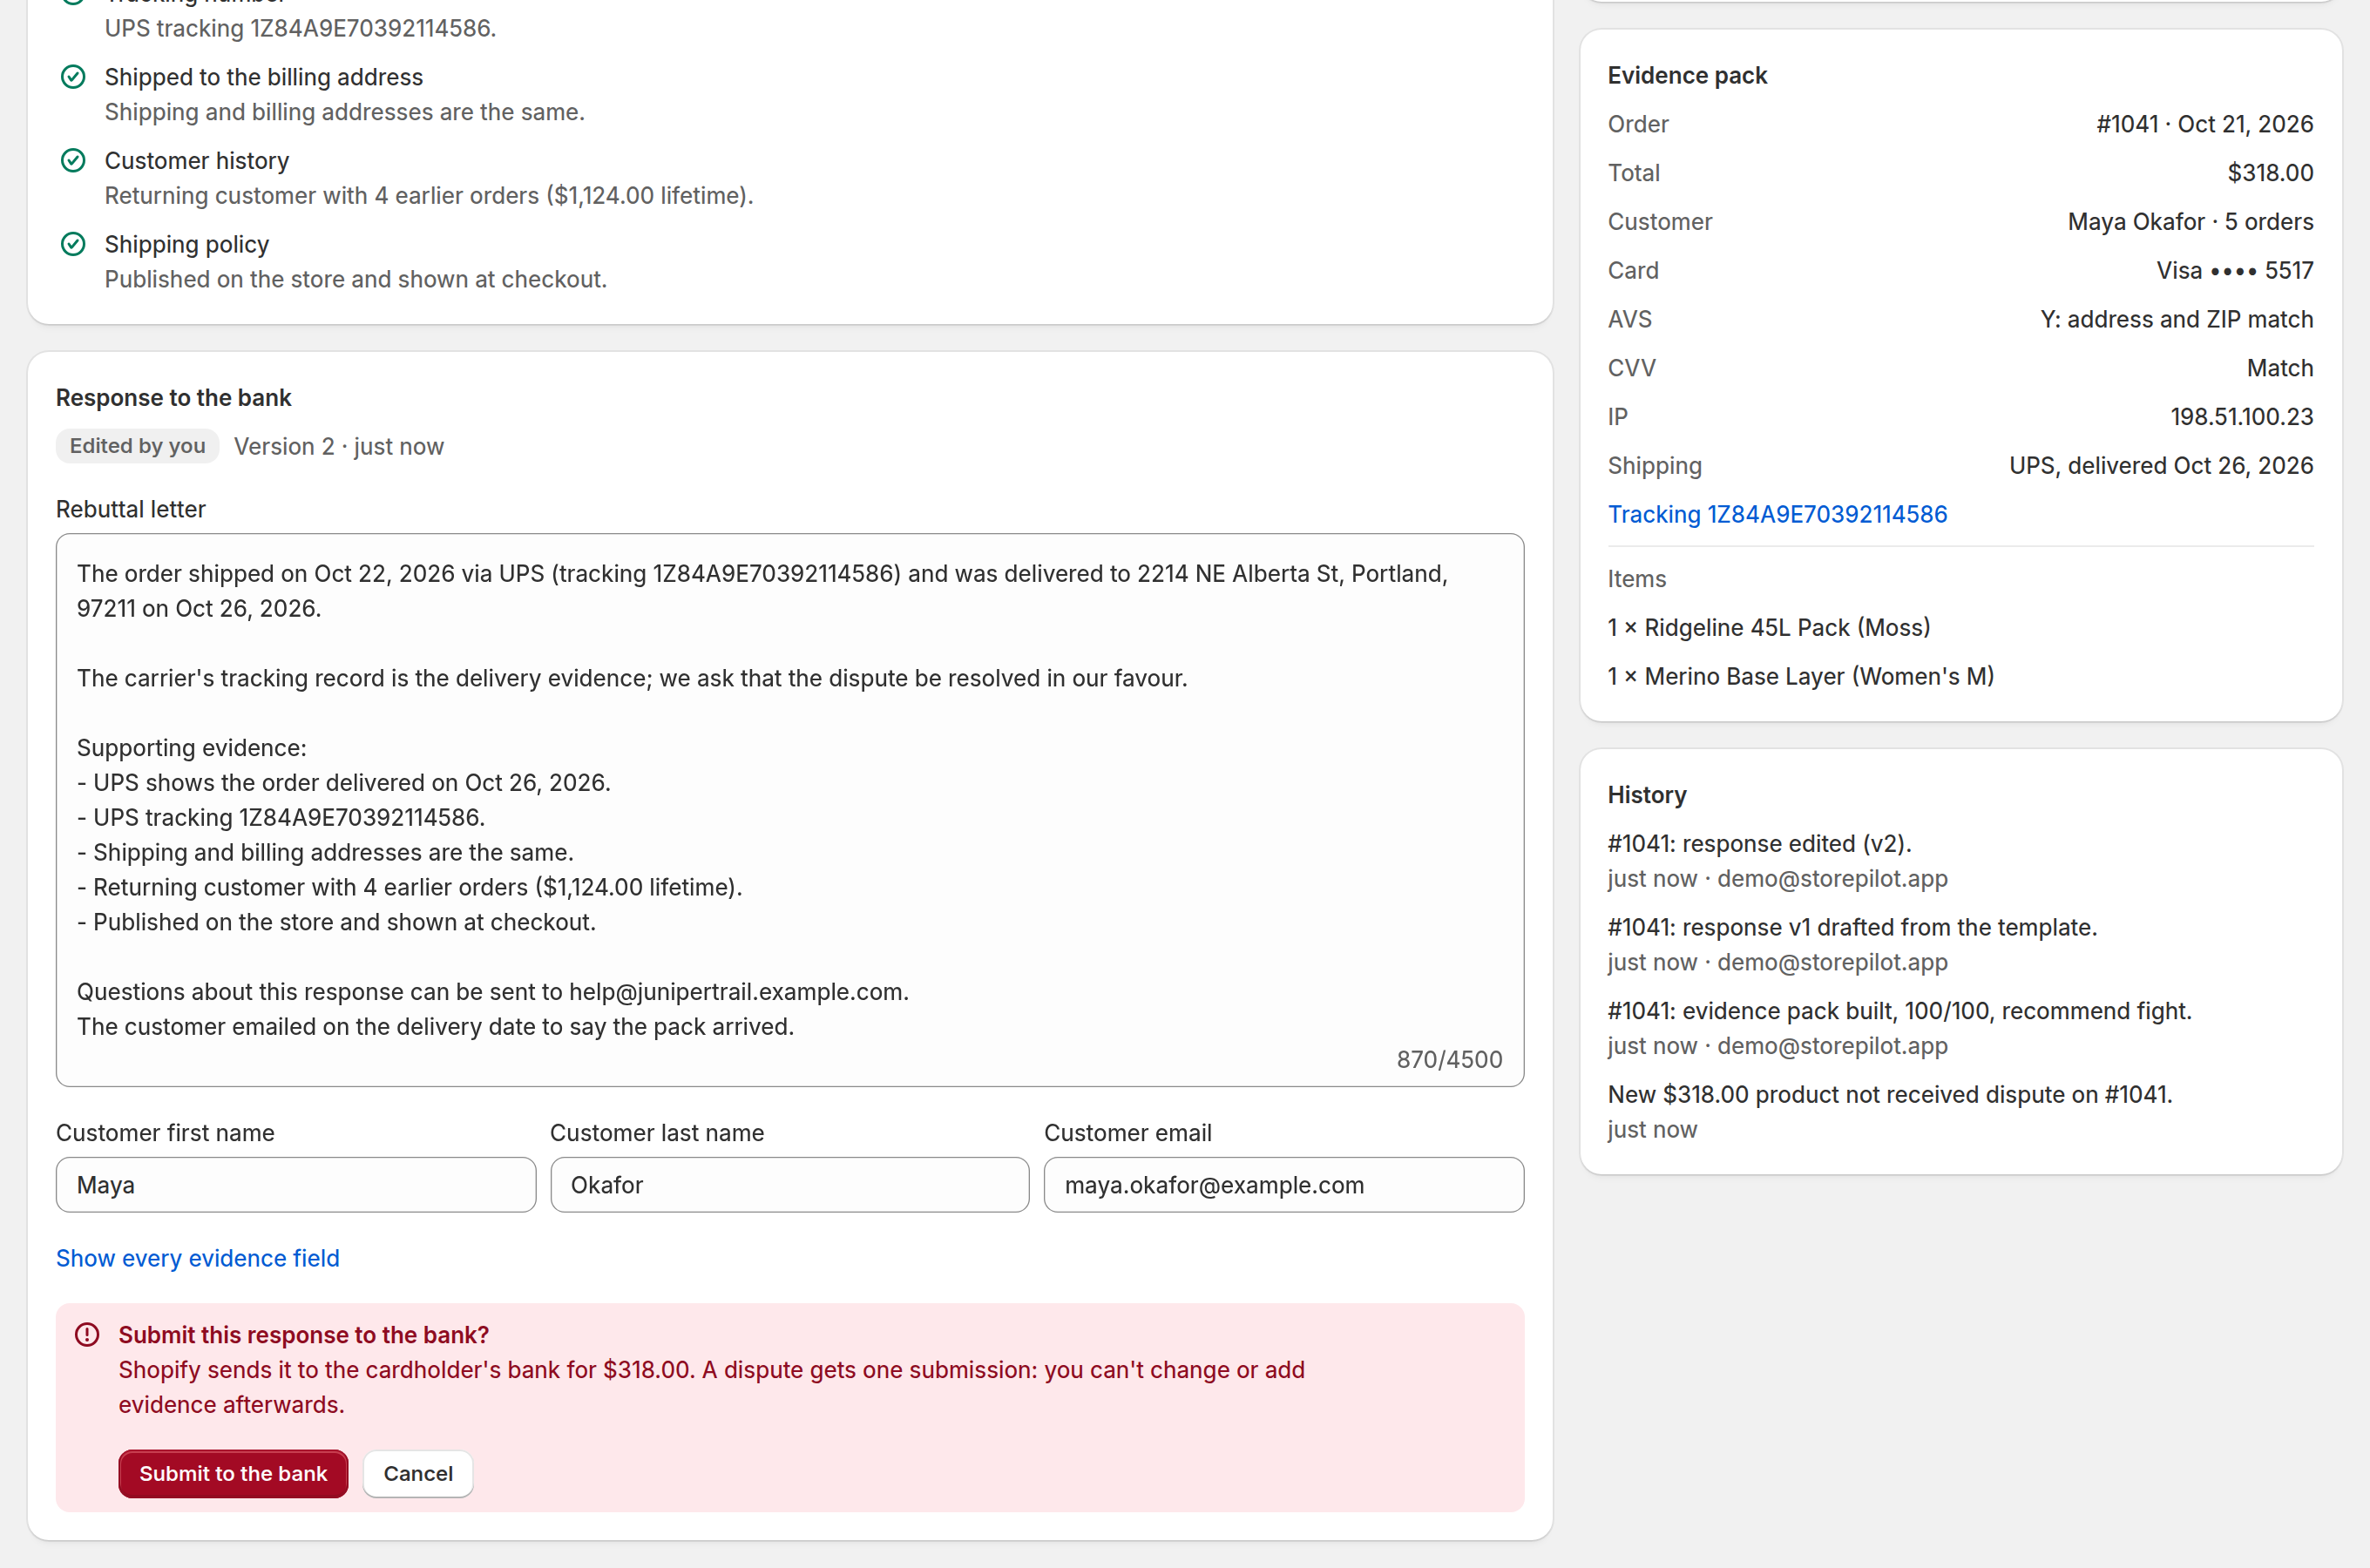 Tracking number
UPS tracking 1Z84A9E70392114586.
Shipped to the billing address
Shipping and billing addresses are the same.
Customer history
Returning customer with 4 earlier orders ($1,124.00 lifetime).
Shipping policy
Published on the store and shown at checkout.
Response to the bank
Edited by you Version 2 · just now
Rebuttal letter
The order shipped on Oct 22, 2026 via UPS (tracking 1Z84A9E70392114586) and was delivered to 2214 NE Alberta St, Portland,
97211 on Oct 26, 2026.
The carrier's tracking record is the delivery evidence; we ask that the dispute be resolved in our favour.
Supporting evidence:
- UPS shows the order delivered on Oct 26, 2026.
- UPS tracking 1Z84A9E70392114586.
- Shipping and billing addresses are the same.
- Returning customer with 4 earlier orders ($1,124.00 lifetime).
- Published on the store and shown at checkout.
Questions about this response can be sent to help@junipertrail.example.com.
The customer emailed on the delivery date to say the pack arrived.
870/4500
Customer first name Customer last name Customer email
Maya Okafor maya.okafor@example.com
Show every evidence field
Submit this response to the bank?
Shopify sends it to the cardholder's bank for $318.00. A dispute gets one submission: you can't change or add
evidence afterwards.
Submit to the bank Cancel
Evidence pack
Order #1041 · Oct 21, 2026
Total $318.00
Customer Maya Okafor · 5 orders
Card Visa •••• 5517
AVS Y: address and ZIP match
CVV Match
IP 198.51.100.23
Shipping UPS, delivered Oct 26, 2026
Tracking 1Z84A9E70392114586
Items
1 × Ridgeline 45L Pack (Moss)
1 × Merino Base Layer (Women's M)
History
#1041: response edited (v2).
just now · demo@storepilot.app
#1041: response v1 drafted from the template.
just now · demo@storepilot.app
#1041: evidence pack built, 100/100, recommend fight.
just now · demo@storepilot.app
New $318.00 product not received dispute on #1041.
just now